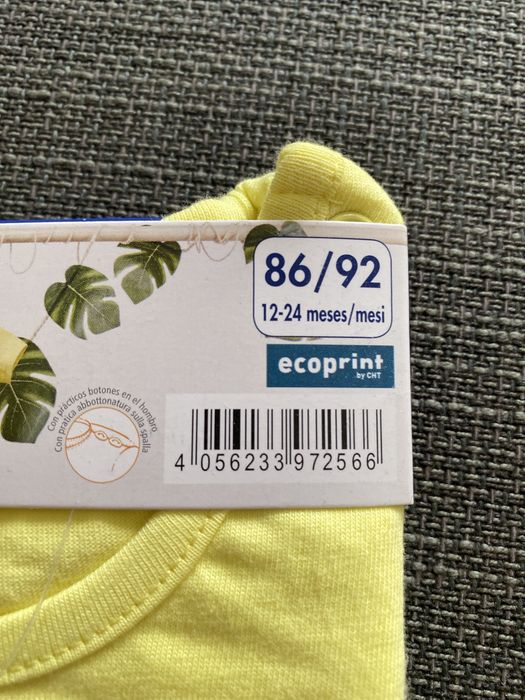 86/92
12-24 meses/mesi
ecoprint
by CHT
Con prácticos botones en el hombro
Con pratica abbottonatura sulla spalla
4 056233 972566